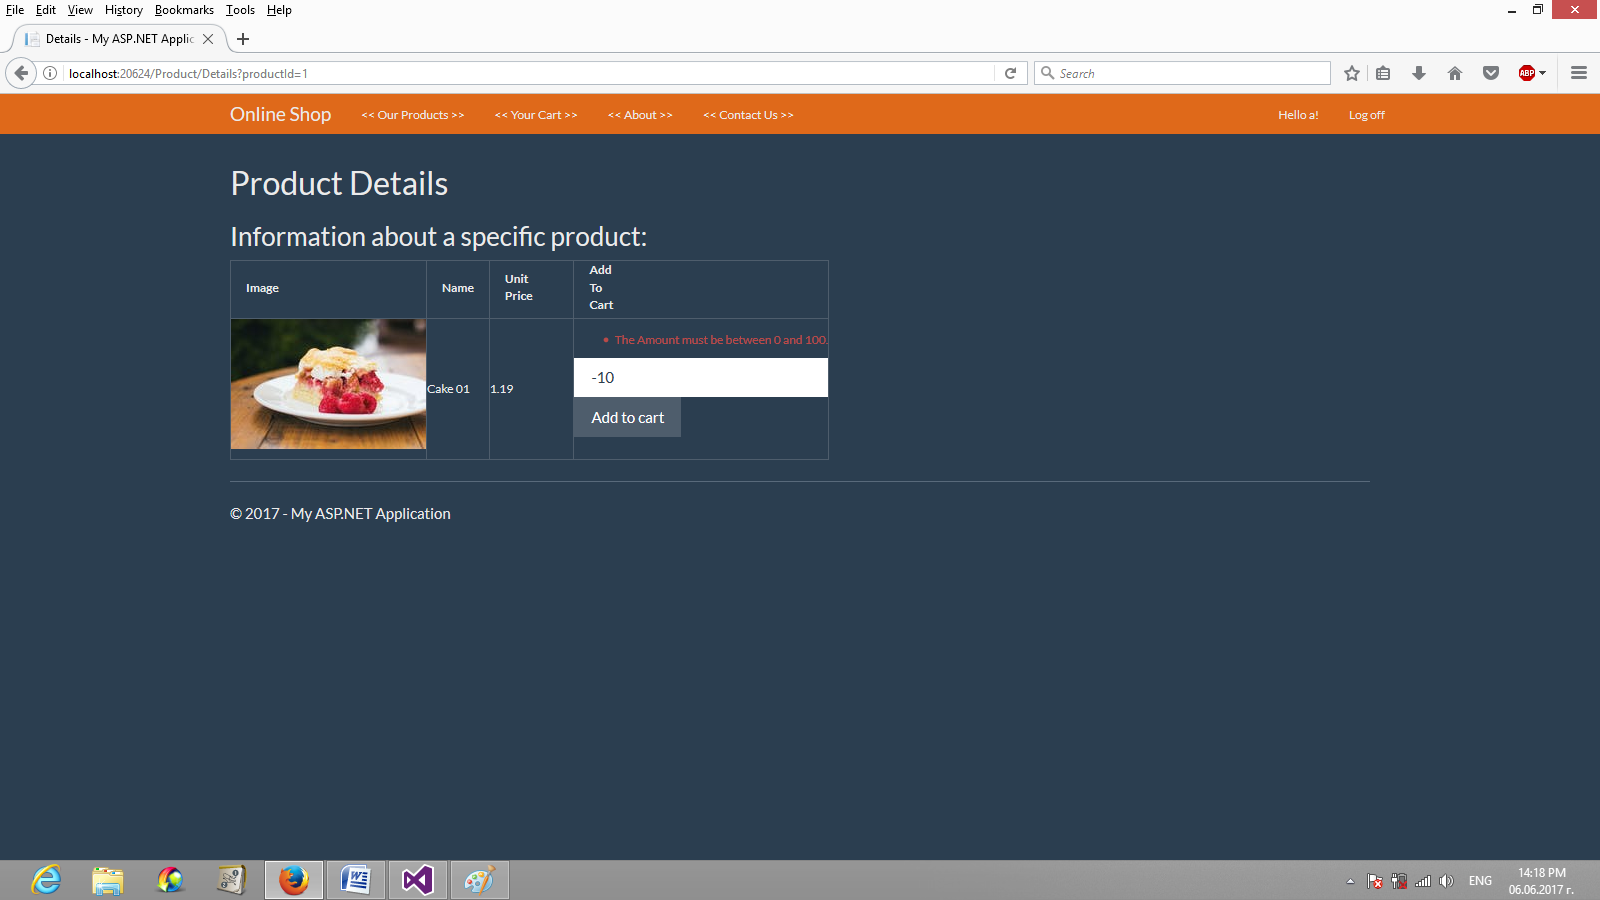 File Edit View History Bookmarks Tools Help
Details - My ASP.NET Applic
localhost:20624/Product/Details?productId=1
Search
ABP
Online Shop << Our Products >> << Your Cart >> << About >> << Contact Us >> Hello a! Log off
Product Details
Information about a specific product:
Image Name Unit Price Add To Cart
The Amount must be between 0 and 100.
Cake 01 1.19 -10
Add to cart
© 2017 - My ASP.NET Application
ENG 14:18 PM
06.06.2017 г.